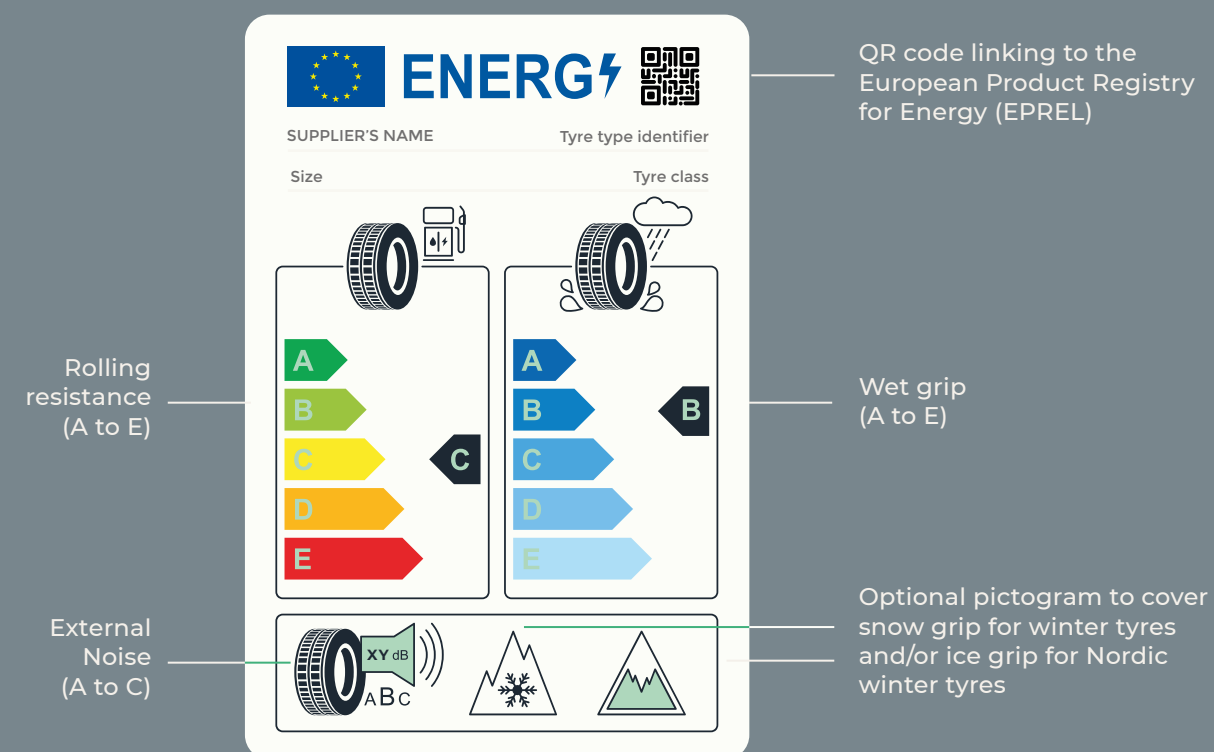 ENERG
QR code linking to the
European Product Registry
for Energy (EPREL)
SUPPLIER'S NAME
Tyre type identifier
Size
Tyre class
A
B
C
D
E
C
A
B
C
D
E
B
Rolling
resistance
(A to E)
Wet grip
(A to E)
External
Noise
(A to C)
XY dB
ABC
Optional pictogram to cover
snow grip for winter tyres
and/or ice grip for Nordic
winter tyres